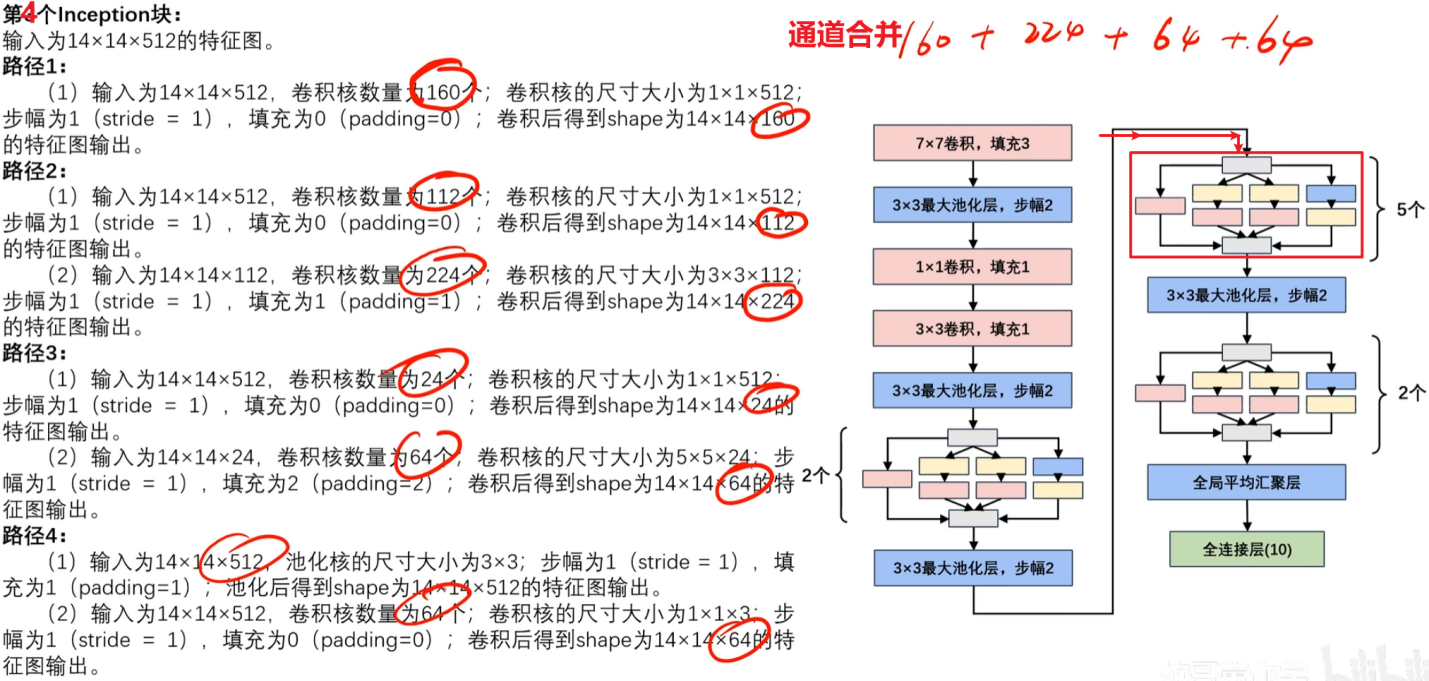 第4个Inception块：
输入为14×14×512的特征图。
路径1：
（1）输入为14×14×512，卷积核数量为160个；卷积核的尺寸大小为1×1×512；
步幅为1（stride = 1），填充为0（padding=0）；卷积后得到shape为14×14×160
的特征图输出。
路径2：
（1）输入为14×14×512，卷积核数量为112个；卷积核的尺寸大小为1×1×512；
步幅为1（stride = 1），填充为0（padding=0）；卷积后得到shape为14×14×112
的特征图输出。
（2）输入为14×14×112，卷积核数量为224个；卷积核的尺寸大小为3×3×112；
步幅为1（stride = 1），填充为1（padding=1）；卷积后得到shape为14×14×224
的特征图输出。
路径3：
（1）输入为14×14×512，卷积核数量为24个；卷积核的尺寸大小为1×1×512；
步幅为1（stride = 1），填充为0（padding=0）；卷积后得到shape为14×14×24的
特征图输出。
（2）输入为14×14×24，卷积核数量为64个；卷积核的尺寸大小为5×5×24；步
幅为1（stride = 1），填充为2（padding=2）；卷积后得到shape为14×14×64的特
征图输出。
路径4：
（1）输入为14×14×512，池化核的尺寸大小为3×3；步幅为1（stride = 1），填
充为1（padding=1）；池化后得到shape为14×14×512的特征图输出。
（2）输入为14×14×512，卷积核数量为64个；卷积核的尺寸大小为1×1×3；步
幅为1（stride = 1），填充为0（padding=0）；卷积后得到shape为14×14×64的特
征图输出。
通道合并 160 + 224 + 64 + 64
7×7卷积，填充3
3×3最大池化层，步幅2
1×1卷积，填充1
3×3卷积，填充1
3×3最大池化层，步幅2
2个
3×3最大池化层，步幅2
5个
3×3最大池化层，步幅2
2个
全局平均汇聚层
全连接层(10)